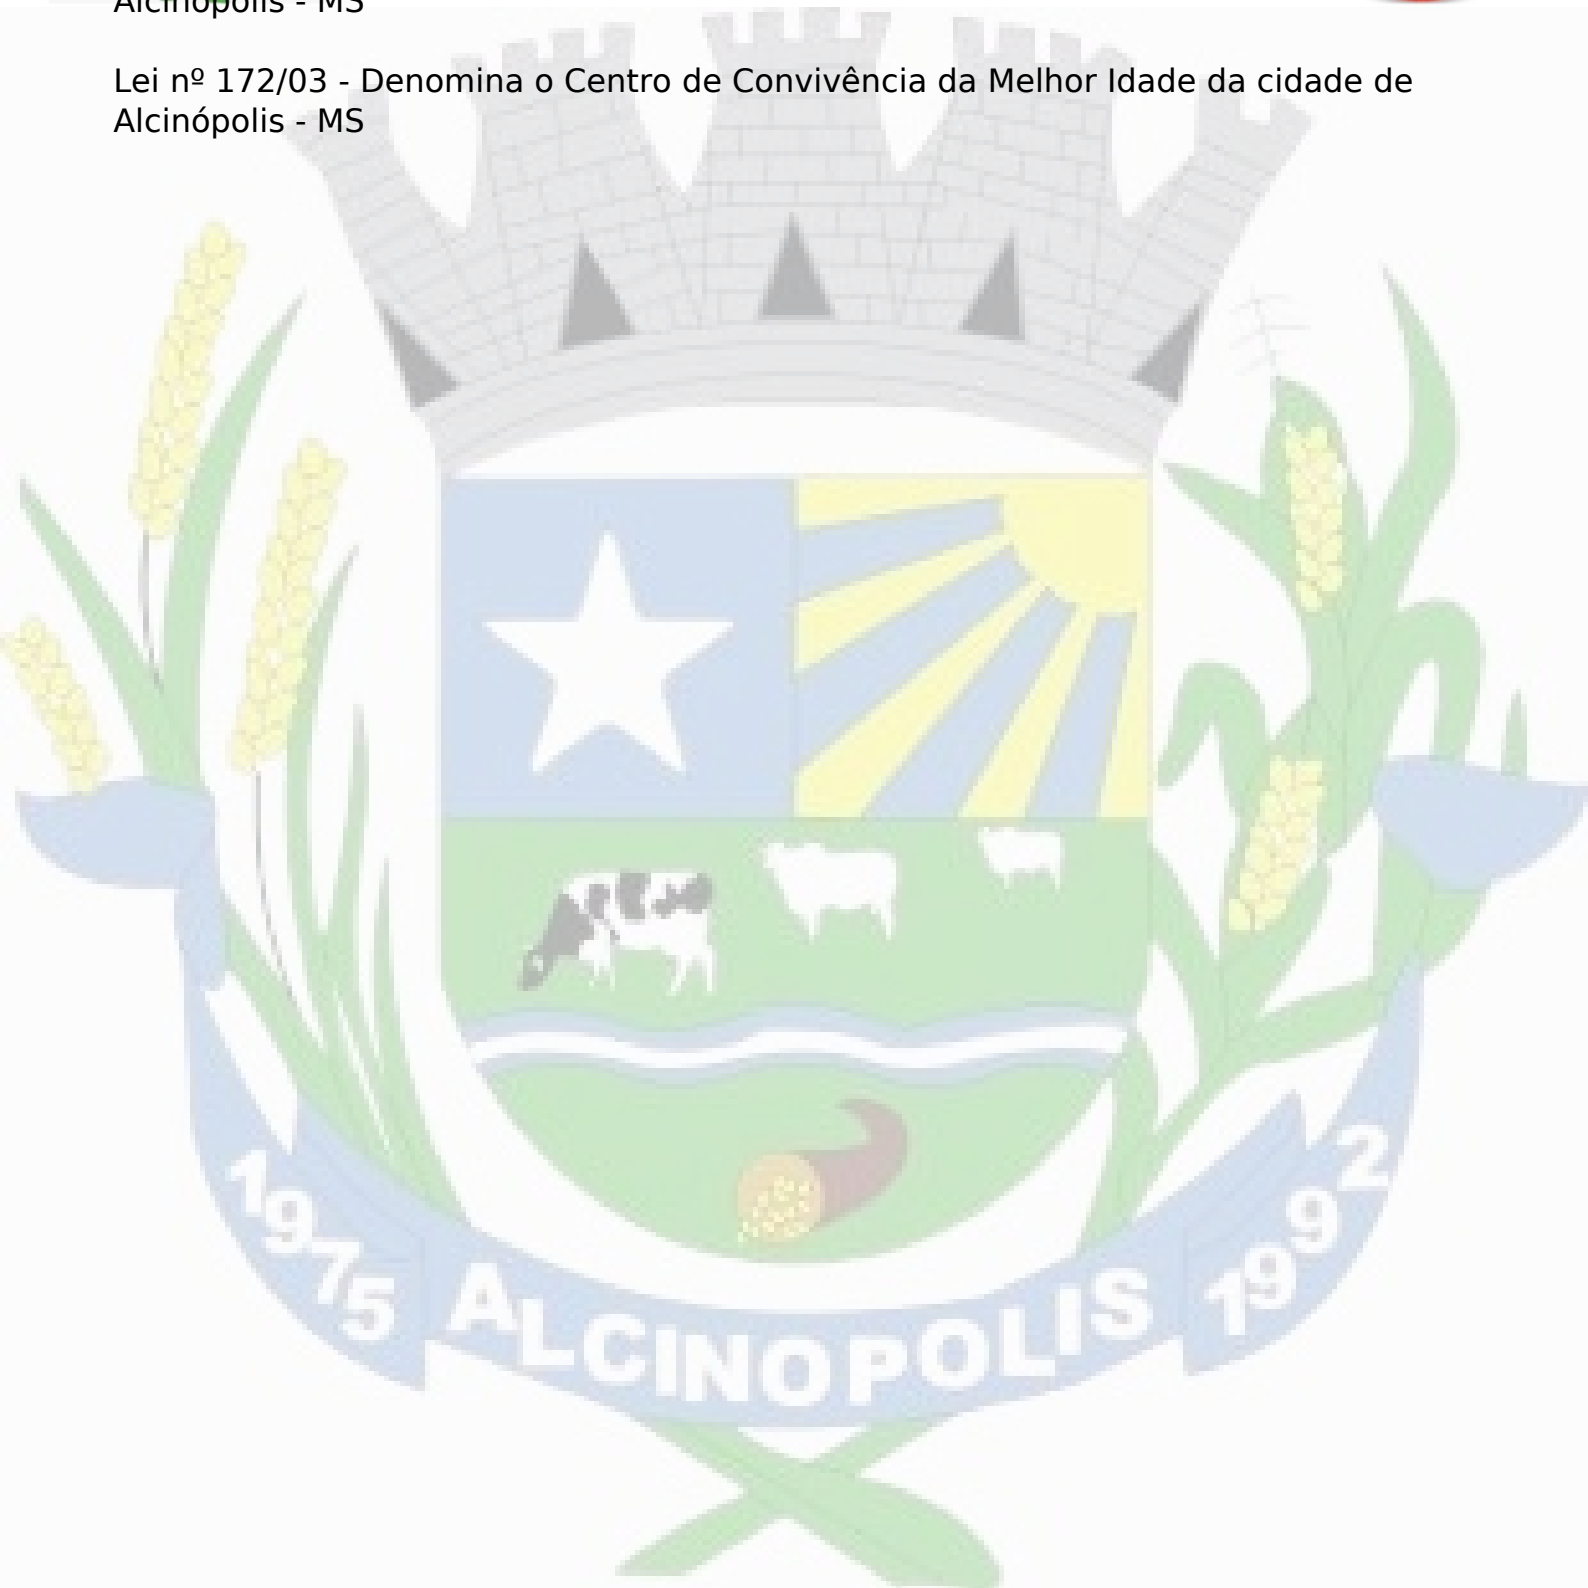 Alcinópolis - MS
Lei nº 172/03 - Denomina o Centro de Convivência da Melhor Idade da cidade de
Alcinópolis - MS
1975 ALCINOPOLIS 1992